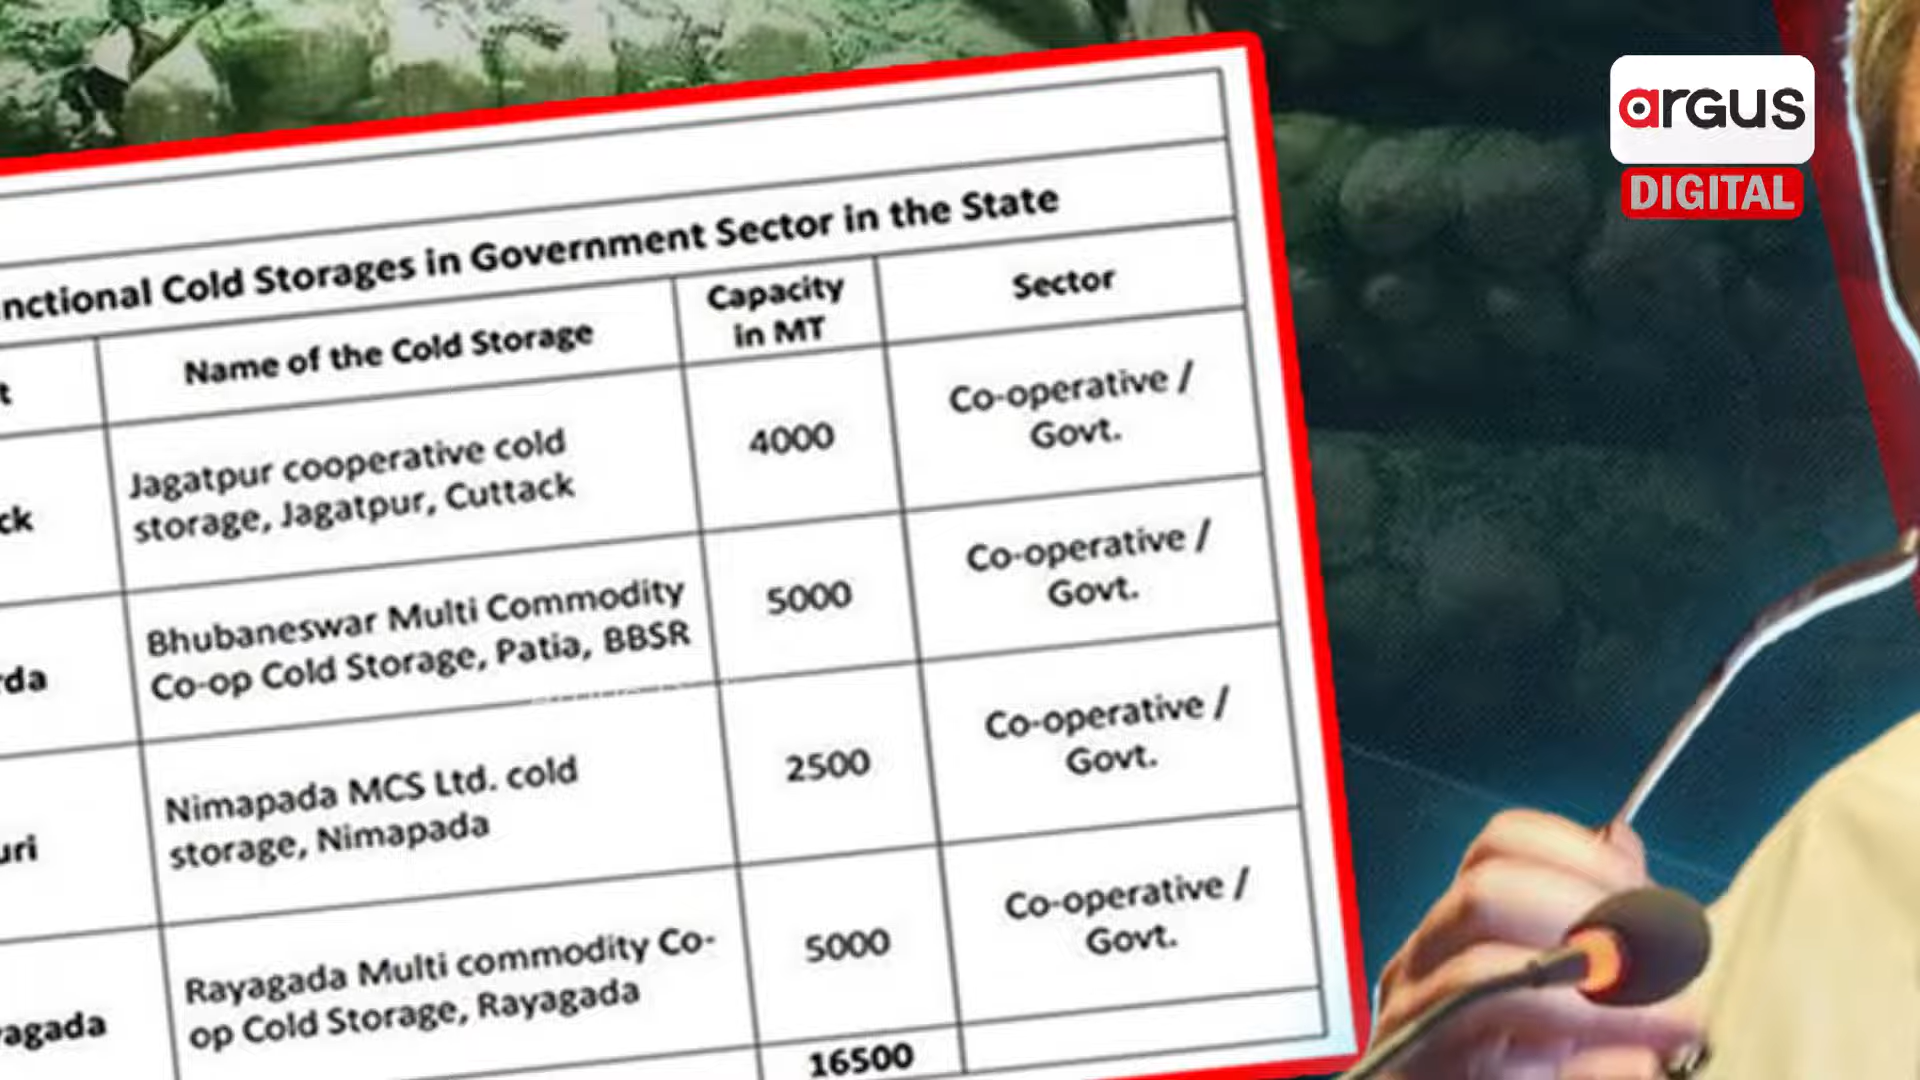 argus
DIGITAL
nctional Cold Storages in Government Sector in the State
t
Name of the Cold Storage
Capacity
in MT
Sector
ck
Jagatpur cooperative cold
storage, Jagatpur, Cuttack
4000
Co-operative /
Govt.
rda
Bhubaneswar Multi Commodity
Co-op Cold Storage, Patia, BBSR
5000
Co-operative /
Govt.
uri
Nimapada MCS Ltd. cold
storage, Nimapada
2500
Co-operative /
Govt.
yagada
Rayagada Multi commodity Co-
op Cold Storage, Rayagada
5000
Co-operative /
Govt.
16500